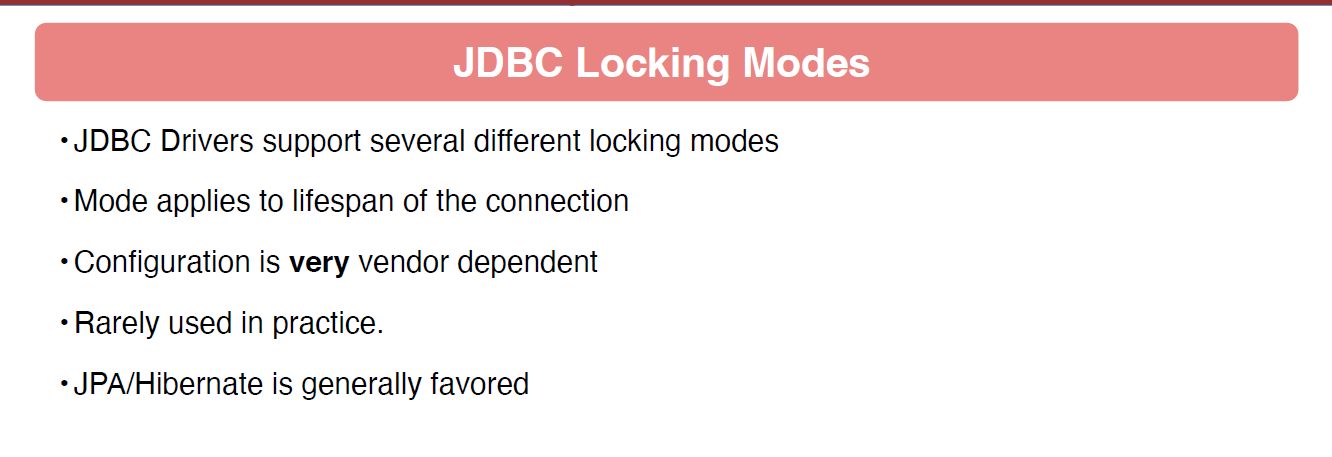 JDBC Locking Modes
• JDBC Drivers support several different locking modes
• Mode applies to lifespan of the connection
• Configuration is very vendor dependent
• Rarely used in practice.
• JPA/Hibernate is generally favored